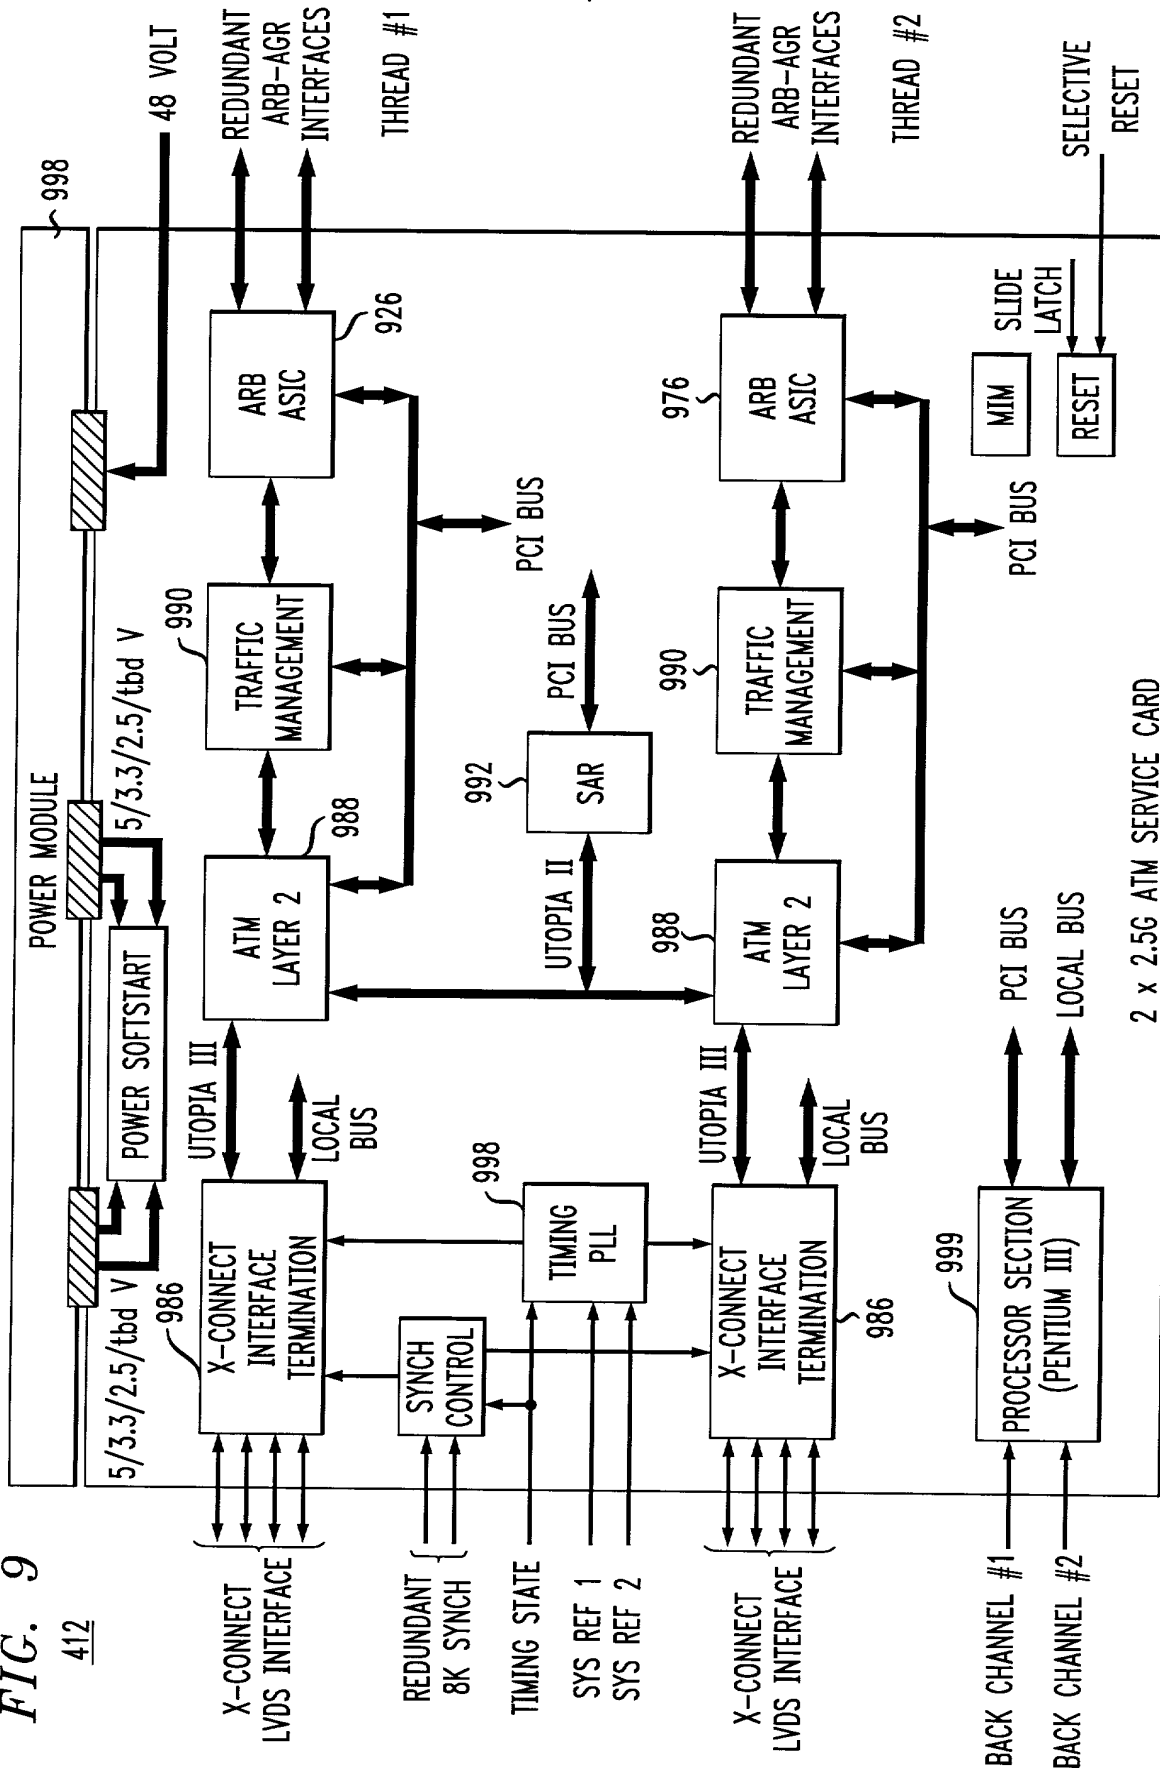 FIG. 9
412
POWER MODULE
998
5/3.3/2.5/tbd V
POWER SOFTSTART
5/3.3/2.5/tbd V
48 VOLT
X-CONNECT
LVDS INTERFACE
986
X-CONNECT
INTERFACE
TERMINATION
UTOPIA III
LOCAL
BUS
ATM
LAYER 2
988
990
TRAFFIC
MANAGEMENT
ARB
ASIC
926
REDUNDANT
ARB-AGR
INTERFACES
THREAD #1
PCI BUS
REDUNDANT
8K SYNCH
SYNCH
CONTROL
TIMING STATE
SYS REF 1
SYS REF 2
998
TIMING
PLL
UTOPIA II
992
SAR
PCI BUS
X-CONNECT
LVDS INTERFACE
X-CONNECT
INTERFACE
TERMINATION
986
UTOPIA III
LOCAL
BUS
988
ATM
LAYER 2
990
TRAFFIC
MANAGEMENT
976
ARB
ASIC
REDUNDANT
ARB-AGR
INTERFACES
THREAD #2
PCI BUS
BACK CHANNEL #1
BACK CHANNEL #2
999
PROCESSOR SECTION
(PENTIUM III)
PCI BUS
LOCAL BUS
MIM
RESET
SLIDE
LATCH
SELECTIVE
RESET
2 x 2.5G ATM SERVICE CARD